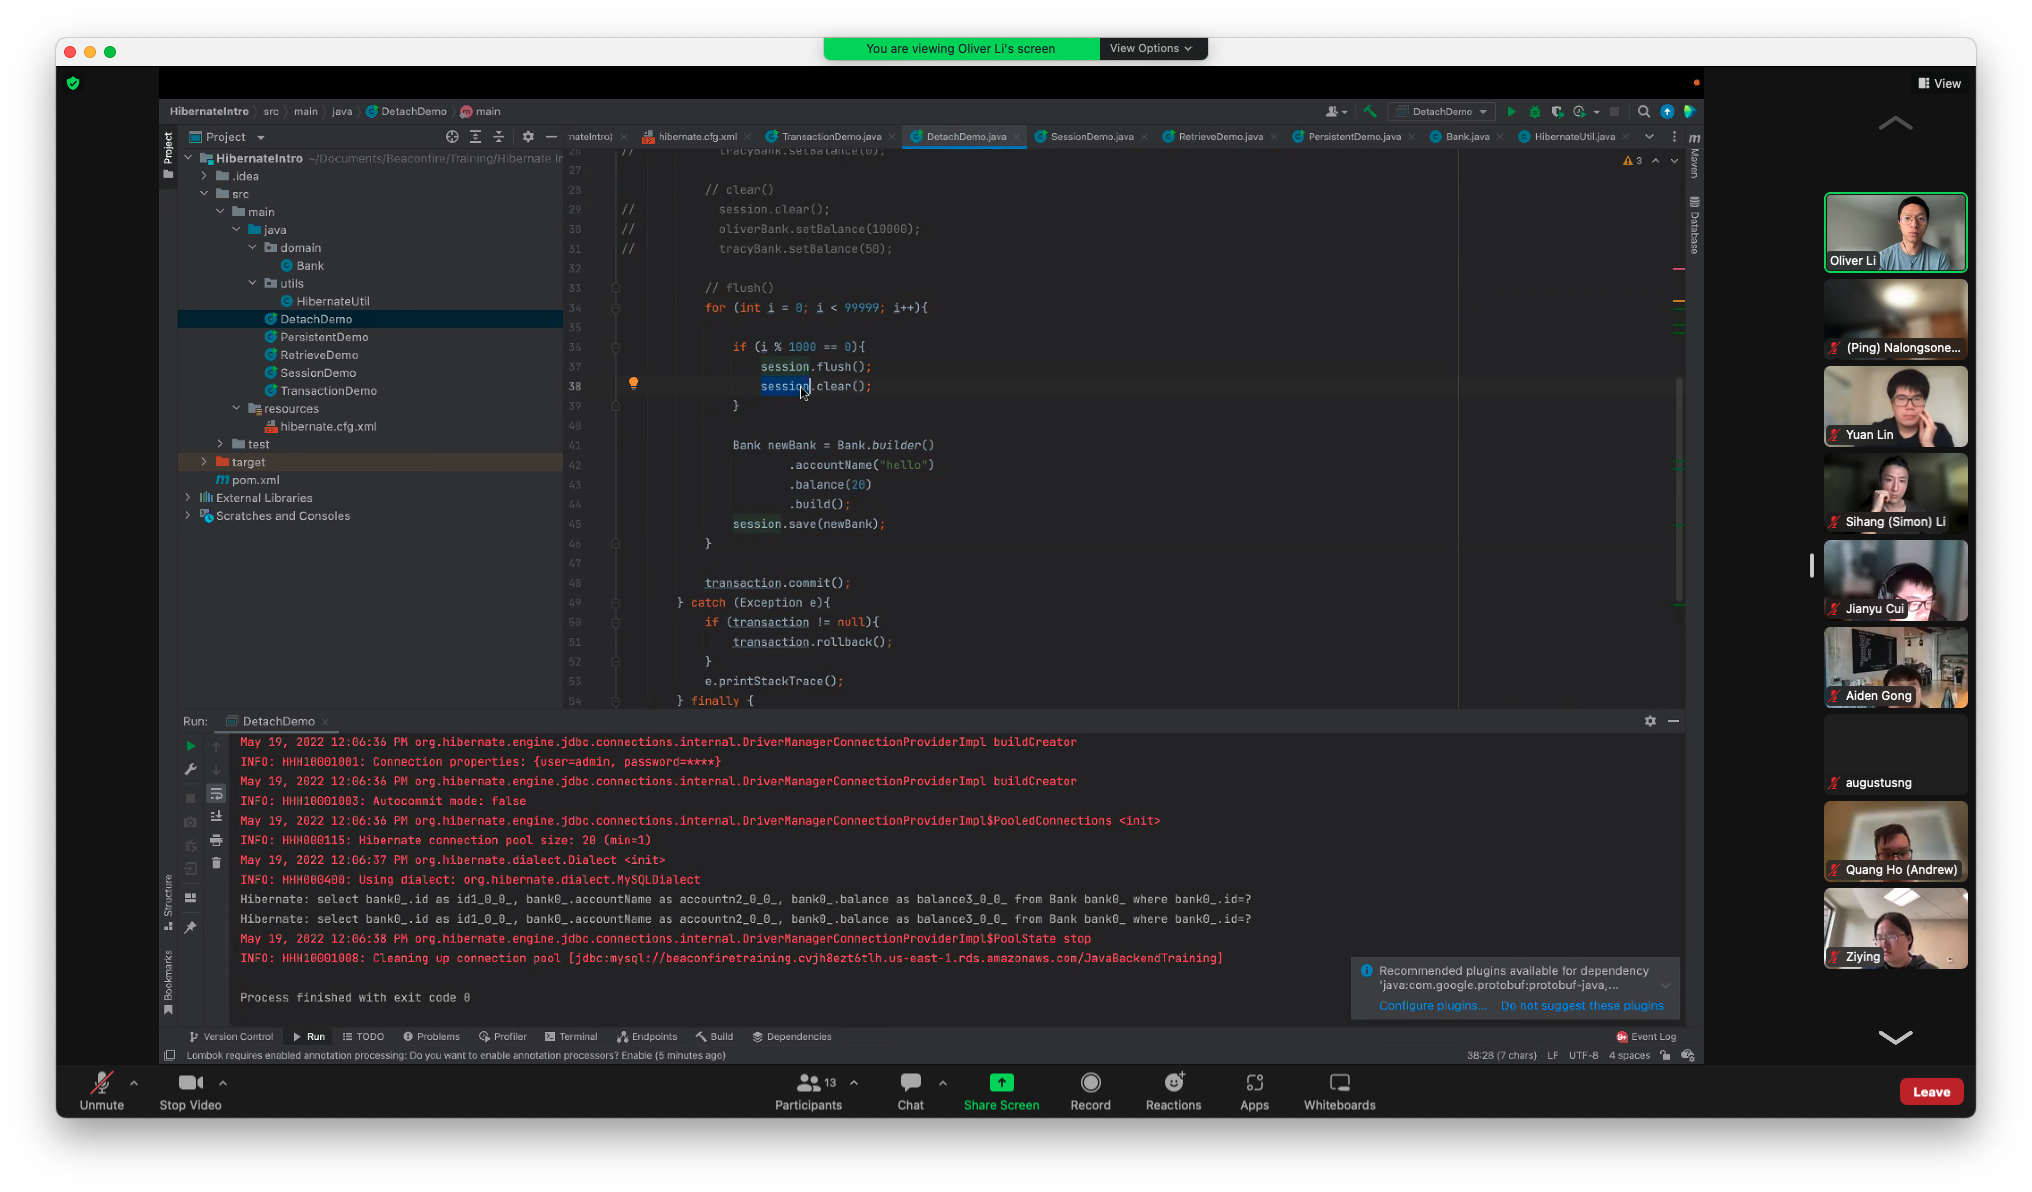 You are viewing Oliver Li's screen
View Options
View
HibernateIntro
src
main
java
DetachDemo
main
DetachDemo
Project
Project
hibernate.cfg.xml
TransactionDemo.java
DetachDemo.java
SessionDemo.java
RetrieveDemo.java
PersistentDemo.java
Bank.java
HibernateUtil.java
Maven
Database
3
HibernateIntro ~/Documents/Beaconfire/Training/Hibernate In
.idea
src
main
java
domain
Bank
utils
HibernateUtil
DetachDemo
PersistentDemo
RetrieveDemo
SessionDemo
TransactionDemo
resources
hibernate.cfg.xml
test
target
pom.xml
External Libraries
Scratches and Consoles
26 // tracyBank.setBalance(0);
27
28 // clear()
29 // session.clear();
30 // oliverBank.setBalance(10000);
31 // tracyBank.setBalance(50);
32
33 // flush()
34 for (int i = 0; i < 99999; i++){
35
36 if (i % 1000 == 0){
37 session.flush();
38 session.clear();
39 }
40
41 Bank newBank = Bank.builder()
42 .accountName("hello")
43 .balance(20)
44 .build();
45 session.save(newBank);
46 }
47
48 transaction.commit();
49 } catch (Exception e){
50 if (transaction != null){
51 transaction.rollback();
52 }
53 e.printStackTrace();
54 } finally {
Run: DetachDemo
May 19, 2022 12:06:36 PM org.hibernate.engine.jdbc.connections.internal.DriverManagerConnectionProviderImpl buildCreator
INFO: HHH10001001: Connection properties: {user=admin, password=****}
May 19, 2022 12:06:36 PM org.hibernate.engine.jdbc.connections.internal.DriverManagerConnectionProviderImpl buildCreator
INFO: HHH10001003: Autocommit mode: false
May 19, 2022 12:06:36 PM org.hibernate.engine.jdbc.connections.internal.DriverManagerConnectionProviderImpl$PooledConnections <init>
INFO: HHH000115: Hibernate connection pool size: 20 (min=1)
May 19, 2022 12:06:37 PM org.hibernate.dialect.Dialect <init>
INFO: HHH000400: Using dialect: org.hibernate.dialect.MySQLDialect
Hibernate: select bank0_.id as id1_0_0_, bank0_.accountName as accountn2_0_0_, bank0_.balance as balance3_0_0_ from Bank bank0_ where bank0_.id=?
Hibernate: select bank0_.id as id1_0_0_, bank0_.accountName as accountn2_0_0_, bank0_.balance as balance3_0_0_ from Bank bank0_ where bank0_.id=?
May 19, 2022 12:06:38 PM org.hibernate.engine.jdbc.connections.internal.DriverManagerConnectionProviderImpl$PoolState stop
INFO: HHH10001008: Cleaning up connection pool [jdbc:mysql://beaconfiretraining.cvjh8ezt6tlh.us-east-1.rds.amazonaws.com/JavaBackendTraining]
Process finished with exit code 0
Structure
Bookmarks
Recommended plugins available for dependency
'java:com.google.protobuf:protobuf-java,...
Configure plugins... Do not suggest these plugins
Version Control
Run
TODO
Problems
Profiler
Terminal
Endpoints
Build
Dependencies
Event Log
Lombok requires enabled annotation processing: Do you want to enable annotation processors? Enable (5 minutes ago)
38:28 (7 chars) LF UTF-8 4 spaces
Oliver Li
(Ping) Nalongsone...
Yuan Lin
Sihang (Simon) Li
Jianyu Cui
Aiden Gong
augustusng
Quang Ho (Andrew)
Ziying
Unmute
Stop Video
13
Participants
Chat
Share Screen
Record
Reactions
Apps
Whiteboards
Leave